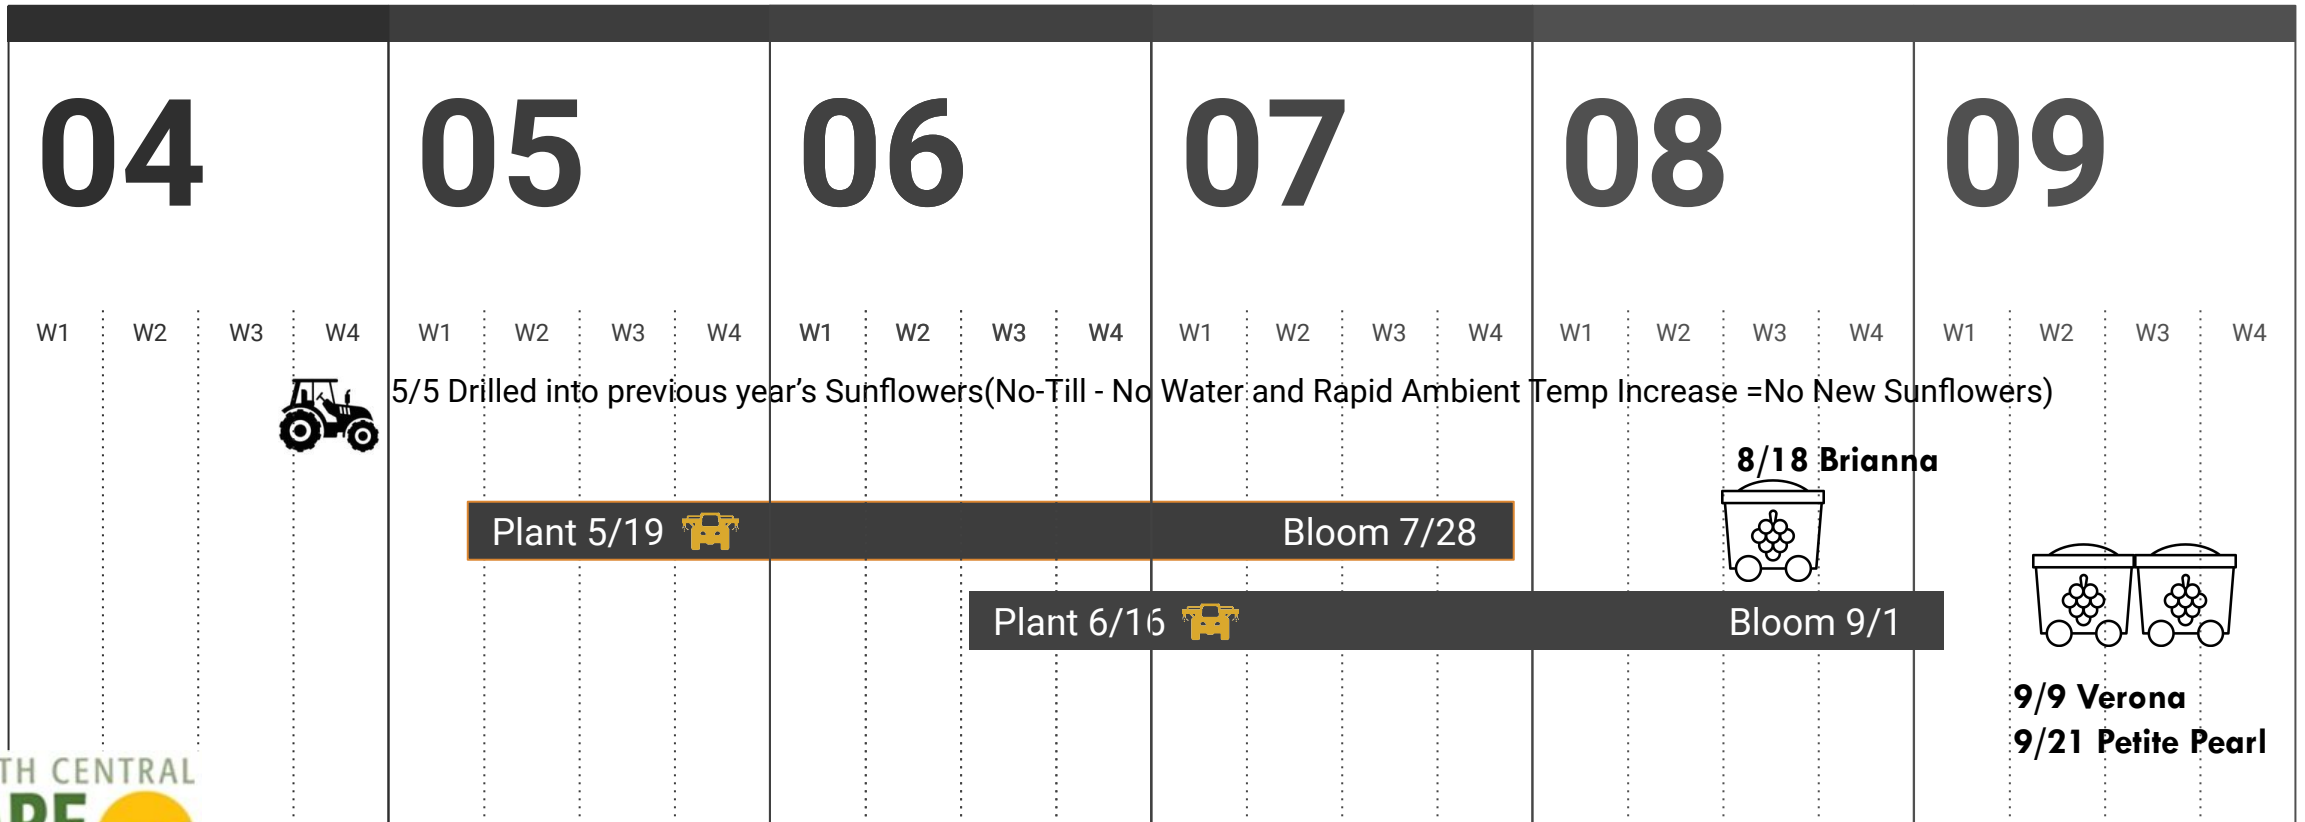 04 05 06 07 08 09
W1 W2 W3 W4 W1 W2 W3 W4 W1 W2 W3 W4 W1 W2 W3 W4 W1 W2 W3 W4 W1 W2 W3 W4
5/5 Drilled into previous year's Sunflowers(No-Till - No Water and Rapid Ambient Temp Increase =No New Sunflowers)
8/18 Brianna
Plant 5/19 Bloom 7/28
Plant 6/16 Bloom 9/1
9/9 Verona
9/21 Petite Pearl
TH CENTRAL